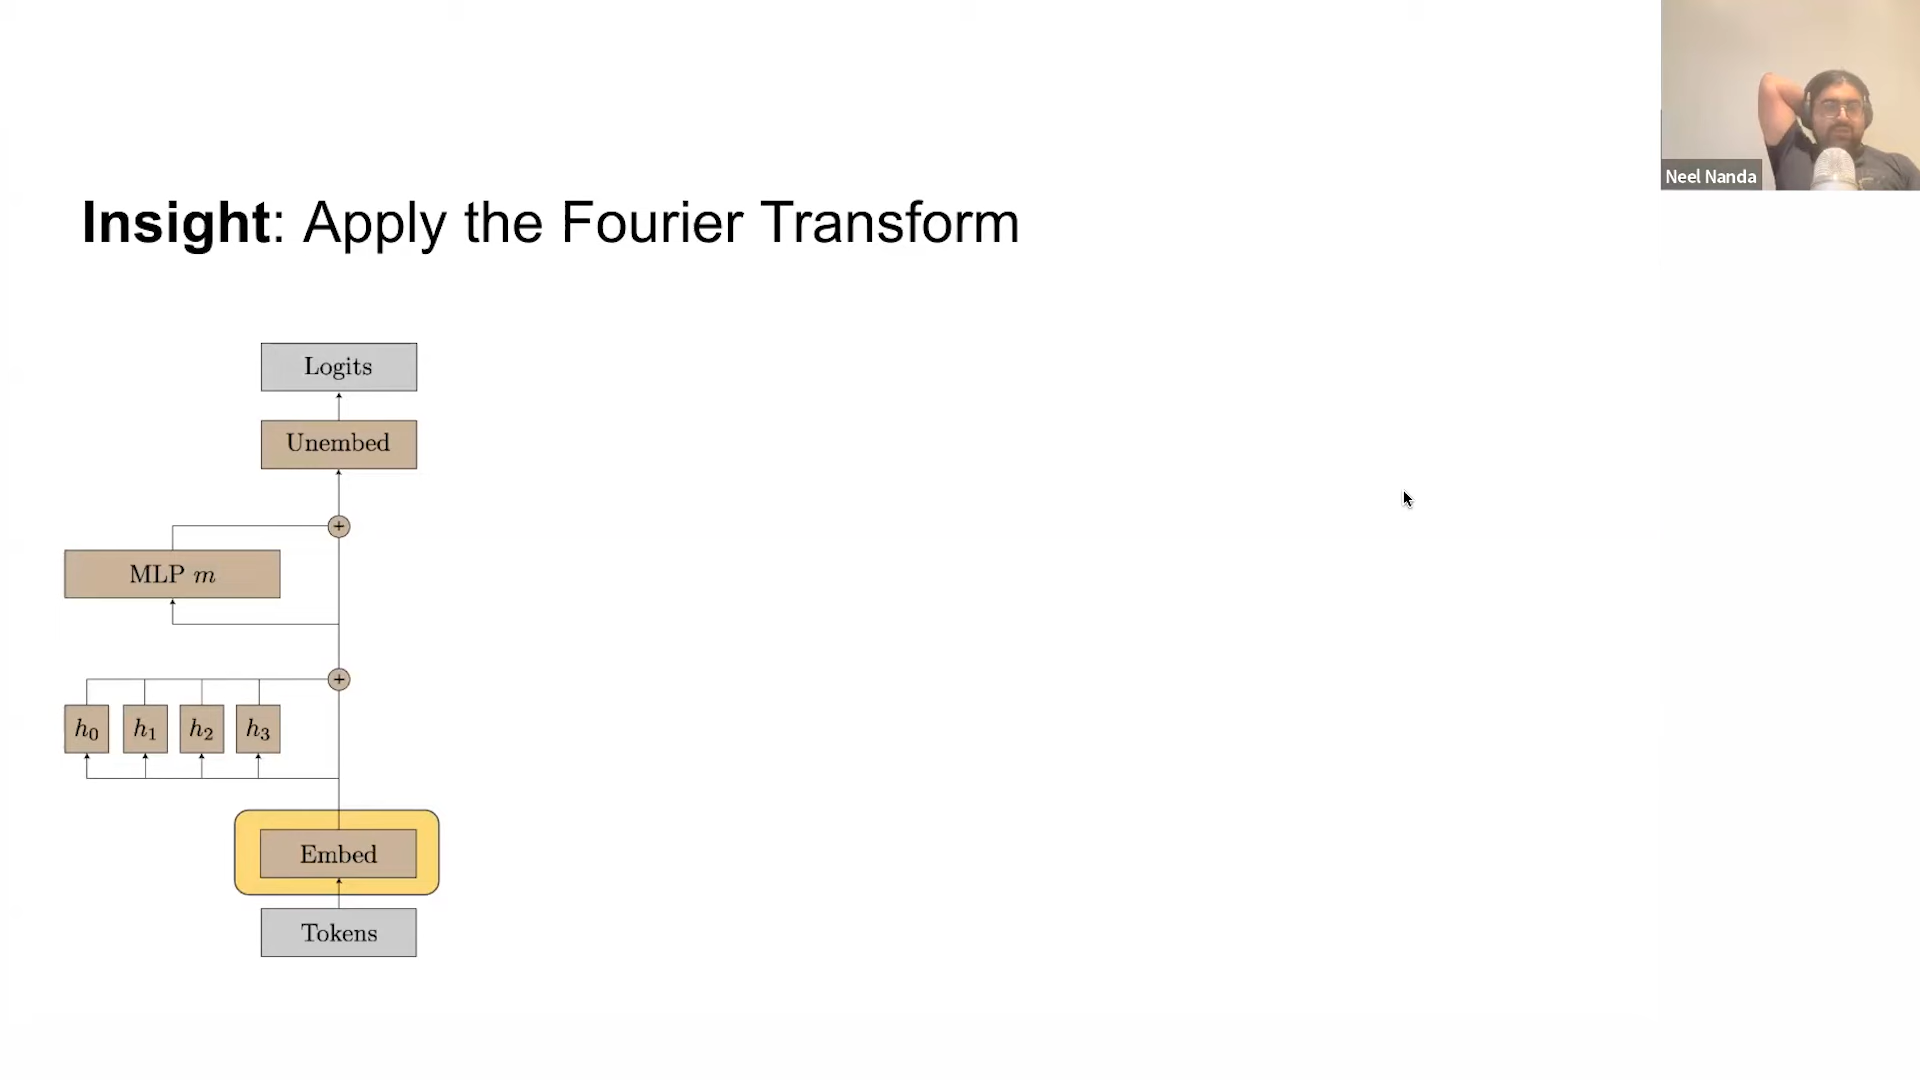 Neel Nanda
Insight: Apply the Fourier Transform
Logits
Unembed
+
MLP m
+
h₀ h₁ h₂ h₃
Embed
Tokens